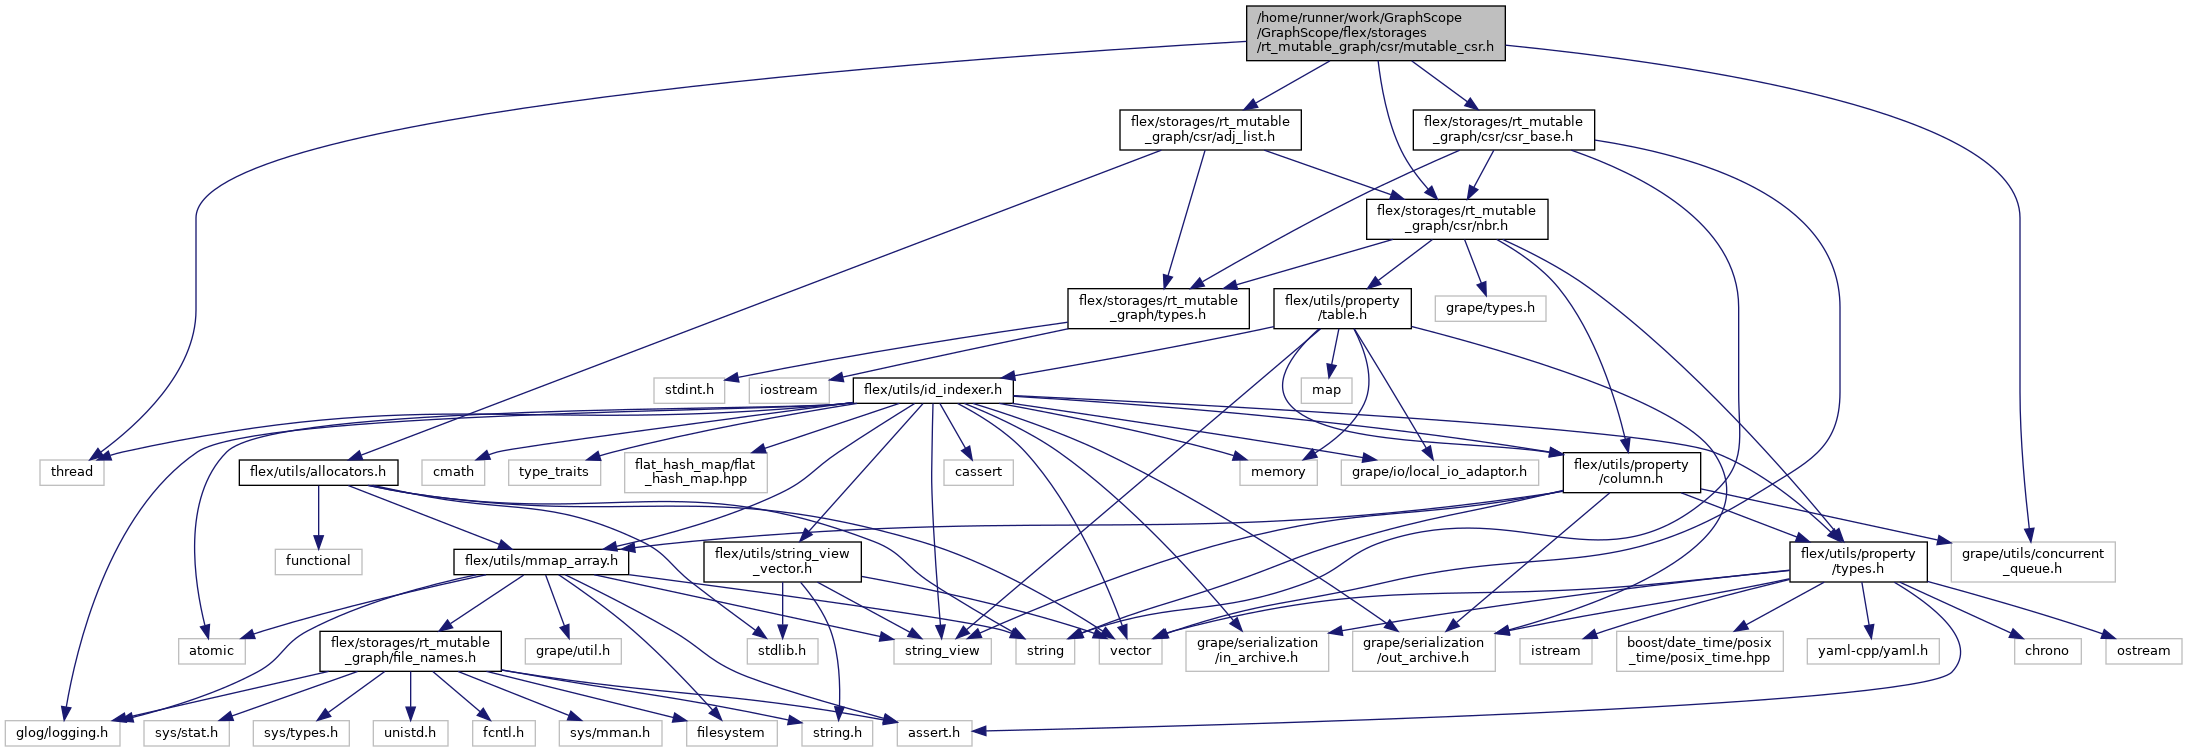 /home/runner/work/GraphScope
/GraphScope/flex/storages
/rt_mutable_graph/csr/mutable_csr.h
flex/storages/rt_mutable
_graph/csr/adj_list.h
flex/storages/rt_mutable
_graph/csr/csr_base.h
flex/storages/rt_mutable
_graph/csr/nbr.h
flex/storages/rt_mutable
_graph/types.h
flex/utils/property
/table.h
grape/types.h
stdint.h
iostream
flex/utils/id_indexer.h
map
thread
flex/utils/allocators.h
cmath
type_traits
flat_hash_map/flat
_hash_map.hpp
cassert
memory
grape/io/local_io_adaptor.h
flex/utils/property
/column.h
functional
flex/utils/mmap_array.h
flex/utils/string_view
_vector.h
flex/utils/property
/types.h
grape/utils/concurrent
_queue.h
atomic
flex/storages/rt_mutable
_graph/file_names.h
grape/util.h
stdlib.h
string_view
string
vector
grape/serialization
/in_archive.h
grape/serialization
/out_archive.h
istream
boost/date_time/posix
_time/posix_time.hpp
yaml-cpp/yaml.h
chrono
ostream
glog/logging.h
sys/stat.h
sys/types.h
unistd.h
fcntl.h
sys/mman.h
filesystem
string.h
assert.h